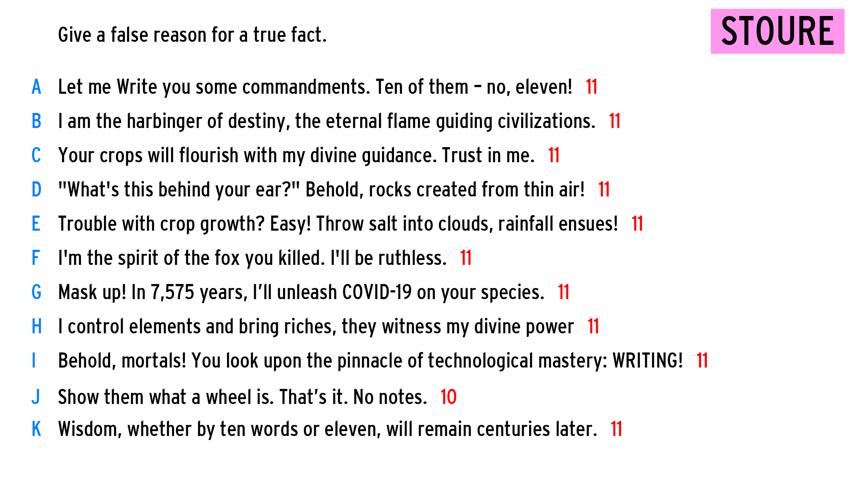 Give a false reason for a true fact.
STOURE
A Let me Write you some commandments. Ten of them – no, eleven! 11
B I am the harbinger of destiny, the eternal flame guiding civilizations. 11
C Your crops will flourish with my divine guidance. Trust in me. 11
D "What's this behind your ear?" Behold, rocks created from thin air! 11
E Trouble with crop growth? Easy! Throw salt into clouds, rainfall ensues! 11
F I'm the spirit of the fox you killed. I'll be ruthless. 11
G Mask up! In 7,575 years, I'll unleash COVID-19 on your species. 11
H I control elements and bring riches, they witness my divine power 11
I Behold, mortals! You look upon the pinnacle of technological mastery: WRITING! 11
J Show them what a wheel is. That's it. No notes. 10
K Wisdom, whether by ten words or eleven, will remain centuries later. 11